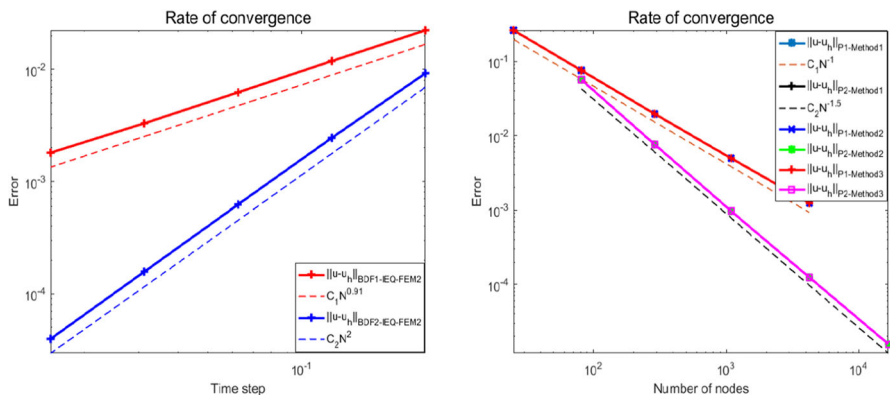 Rate of convergence
10^-2
10^-3
10^-4
Error
10^-1
Time step
||u-u_h||_BDF1-IEQ-FEM2
C_1N^0.91
||u-u_h||_BDF2-IEQ-FEM2
C_2N^2
Rate of convergence
10^-1
10^-2
10^-3
10^-4
Error
10^2
10^3
10^4
Number of nodes
||u-u_h||_P1-Method1
C_1N^-1
||u-u_h||_P2-Method1
C_2N^-1.5
||u-u_h||_P1-Method2
||u-u_h||_P2-Method2
||u-u_h||_P1-Method3
||u-u_h||_P2-Method3